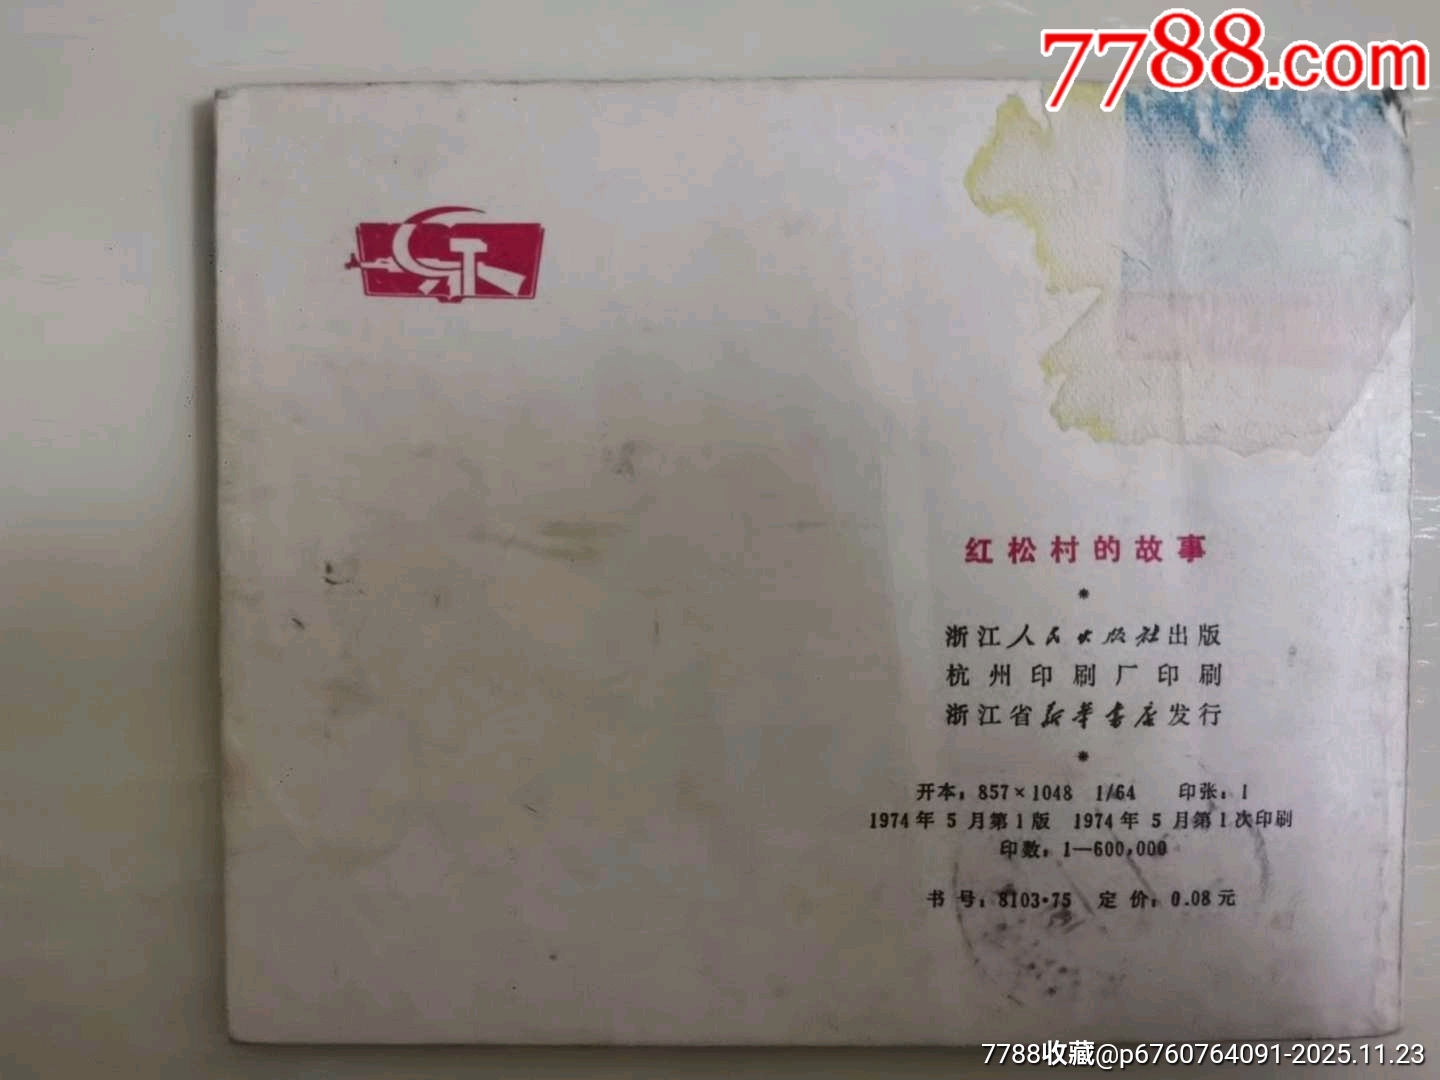 7788.com
红松村的故事
*
浙江人民出版社出版
杭州印刷厂印刷
浙江省新华书店发行
*
开本：857×1048 1/64 印张：1
1974年5月第1版 1974年5月第1次印刷
印数：1—600,000
书号：8103·75 定价：0.08元
7788收藏@p6760764091-2025.11.23